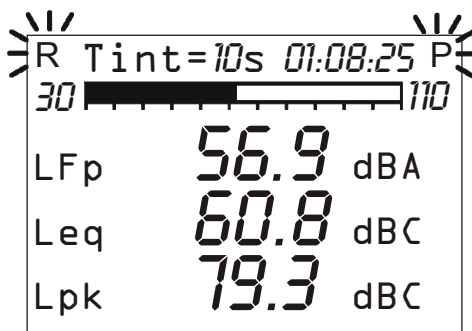 R Tint=10s 01:08:25 P
30 110
LFp 56.9 dBA
Leq 60.8 dBC
Lpk 79.3 dBC